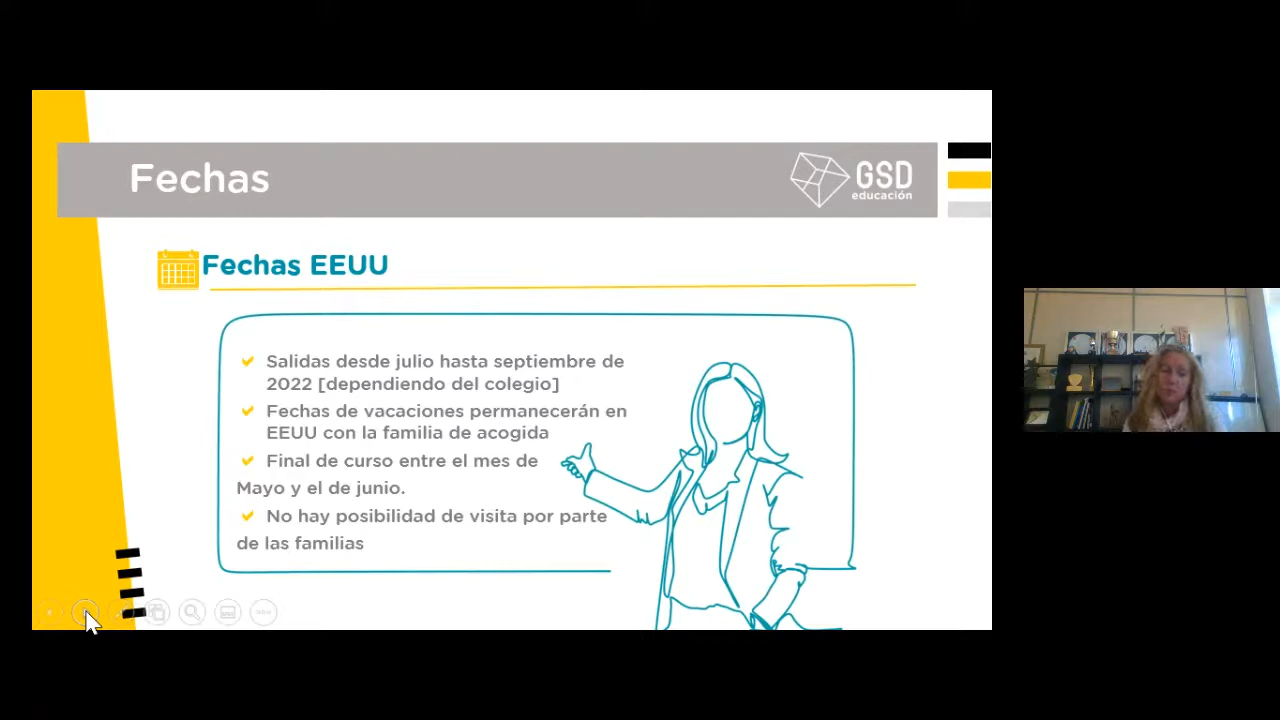 Fechas
GSD
educación
Fechas EEUU
Salidas desde julio hasta septiembre de
2022 [dependiendo del colegio]
Fechas de vacaciones permanecerán en
EEUU con la familia de acogida
Final de curso entre el mes de
Mayo y el de junio.
No hay posibilidad de visita por parte
de las familias